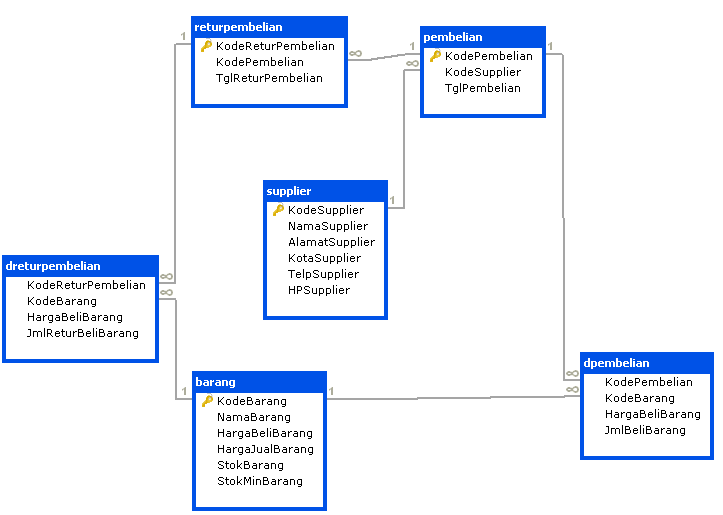 returpembelian
KodeReturPembelian
KodePembelian
TglReturPembelian
1
∞
pembelian
KodePembelian
KodeSupplier
TglPembelian
1
∞
1
supplier
KodeSupplier
NamaSupplier
AlamatSupplier
KotaSupplier
TelpSupplier
HPSupplier
1
dreturpembelian
KodeReturPembelian
KodeBarang
HargaBeliBarang
JmlReturBeliBarang
∞
∞
barang
KodeBarang
NamaBarang
HargaBeliBarang
HargaJualBarang
StokBarang
StokMinBarang
1
1
dpembelian
KodePembelian
KodeBarang
HargaBeliBarang
JmlBeliBarang
∞
∞